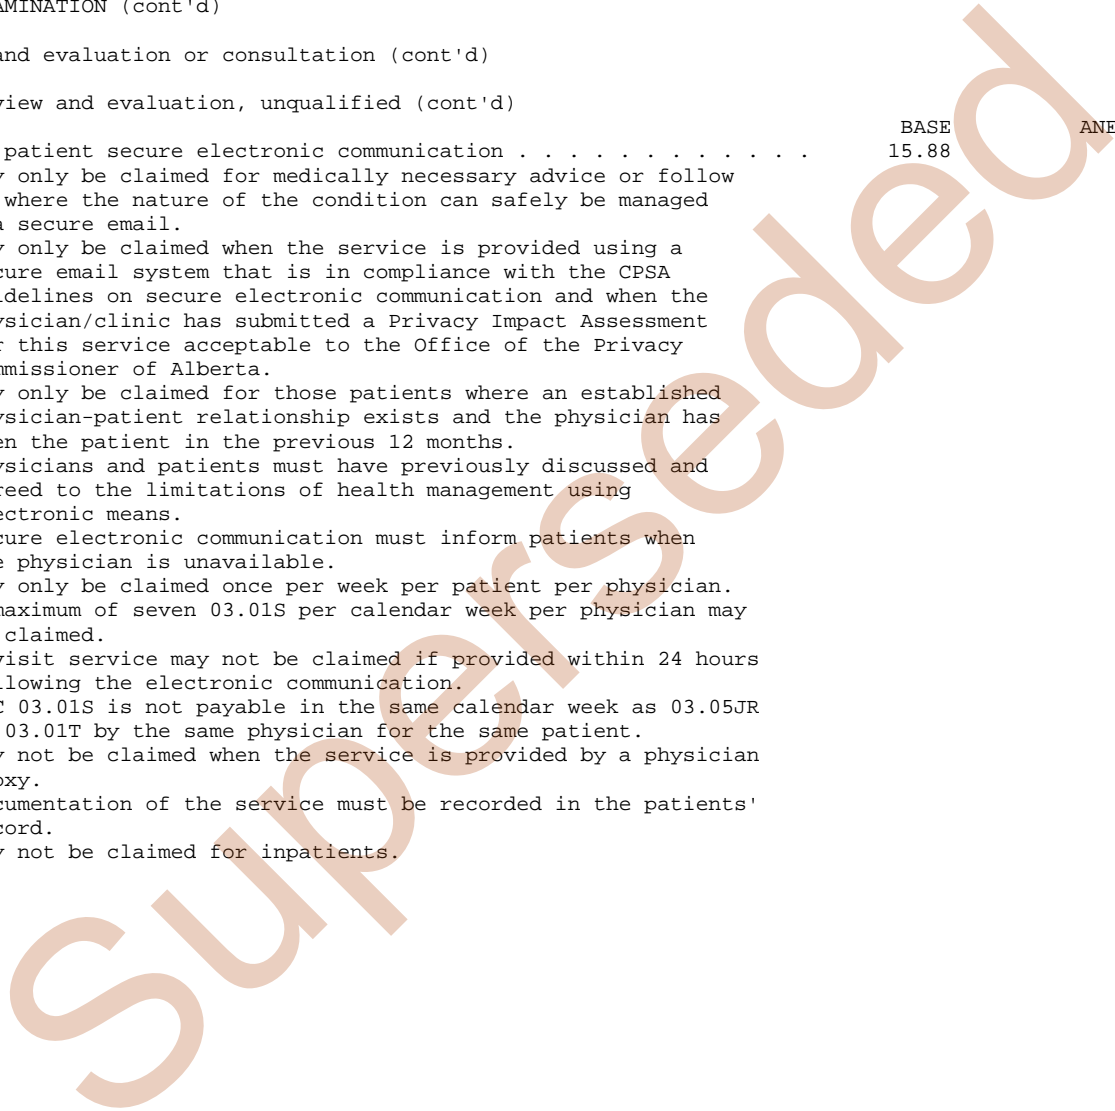 AMINATION (cont'd)
and evaluation or consultation (cont'd)
view and evaluation, unqualified (cont'd)
BASE ANE
patient secure electronic communication . . . . . . . . . . . . 15.88
y only be claimed for medically necessary advice or follow
where the nature of the condition can safely be managed
a secure email.
y only be claimed when the service is provided using a
cure email system that is in compliance with the CPSA
idelines on secure electronic communication and when the
ysician/clinic has submitted a Privacy Impact Assessment
r this service acceptable to the Office of the Privacy
mmissioner of Alberta.
y only be claimed for those patients where an established
ysician-patient relationship exists and the physician has
en the patient in the previous 12 months.
ysicians and patients must have previously discussed and
reed to the limitations of health management using
ectronic means.
cure electronic communication must inform patients when
e physician is unavailable.
y only be claimed once per week per patient per physician.
maximum of seven 03.01S per calendar week per physician may
claimed.
visit service may not be claimed if provided within 24 hours
llowing the electronic communication.
C 03.01S is not payable in the same calendar week as 03.05JR
03.01T by the same physician for the same patient.
y not be claimed when the service is provided by a physician
oxy.
cumentation of the service must be recorded in the patients'
cord.
y not be claimed for inpatients.
Superseded